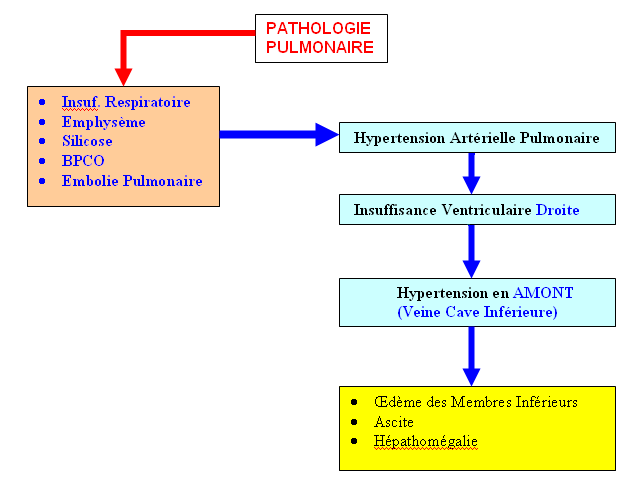 PATHOLOGIE
PULMONAIRE
• Insuf. Respiratoire
• Emphysème
• Silicose
• BPCO
• Embolie Pulmonaire
Hypertension Artérielle Pulmonaire
Insuffisance Ventriculaire Droite
Hypertension en AMONT
(Veine Cave Inférieure)
• Œdème des Membres Inférieurs
• Ascite
• Hépathomégalie